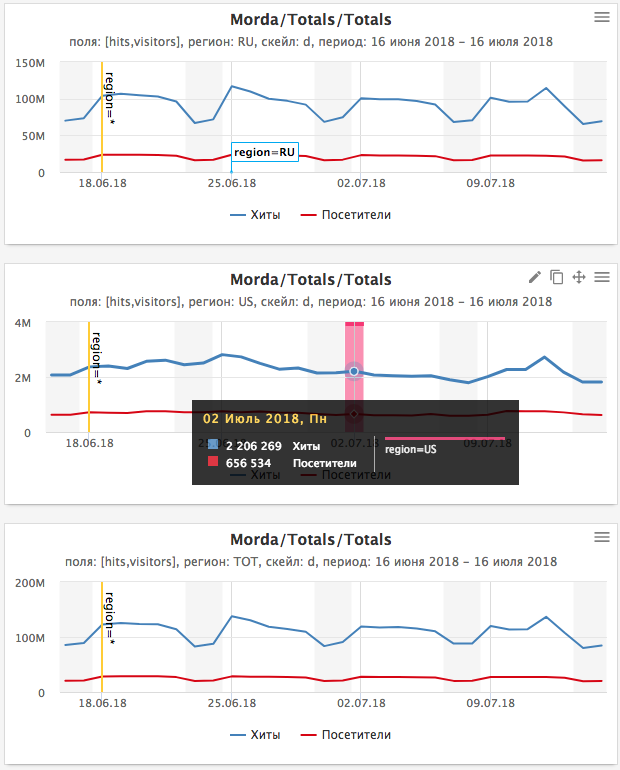 Morda/Totals/Totals
поля: [hits,visitors], регион: RU, скейл: d, период: 16 июня 2018 – 16 июля 2018
150M
100M
50M
0
region=*
region=RU
18.06.18 25.06.18 02.07.18 09.07.18
Хиты Посетители
Morda/Totals/Totals
поля: [hits,visitors], регион: US, скейл: d, период: 16 июня 2018 – 16 июля 2018
4M
2M
0
region=*
18.06.18 02.07.18 09.07.18
02 Июль 2018, Пн
2 206 269 Хиты
656 534 Посетители
region=US
Хиты Посетители
Morda/Totals/Totals
поля: [hits,visitors], регион: TOT, скейл: d, период: 16 июня 2018 – 16 июля 2018
200M
100M
0
region=*
18.06.18 25.06.18 02.07.18 09.07.18
Хиты Посетители